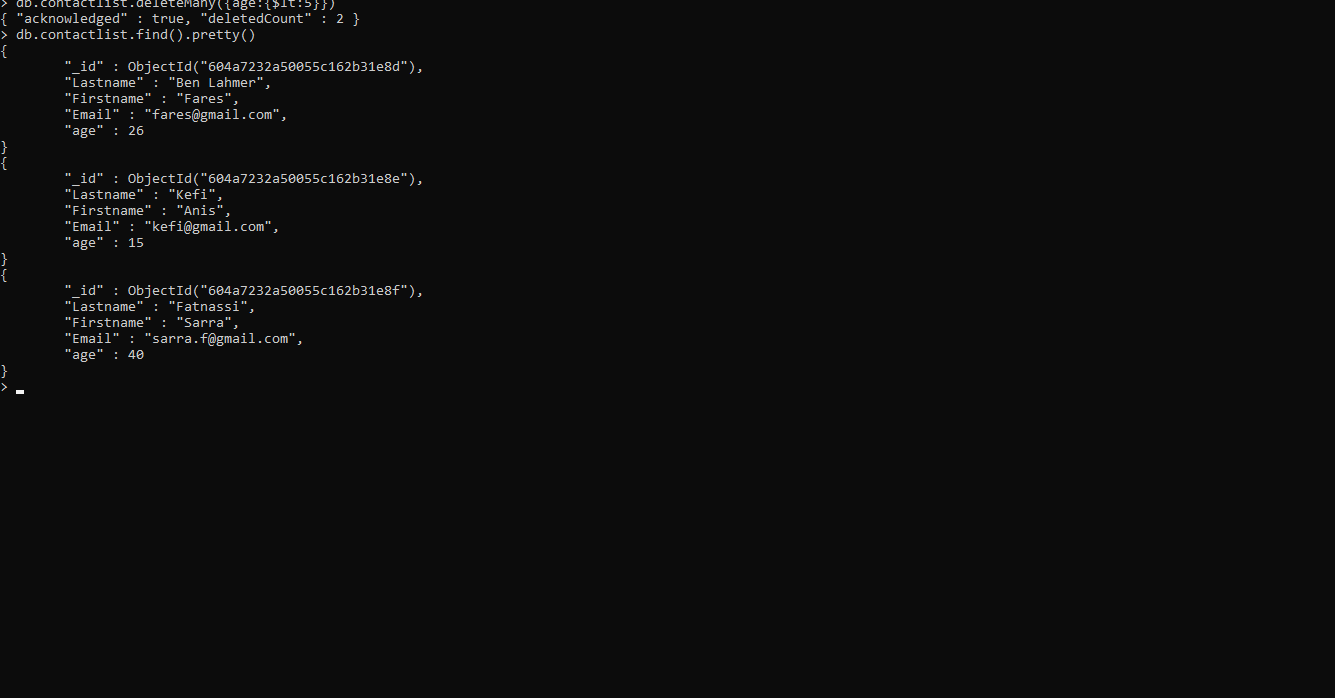 > db.contactlist.deleteMany({age:{$lt:5}})
{ "acknowledged" : true, "deletedCount" : 2 }
> db.contactlist.find().pretty()
{
        "_id" : ObjectId("604a7232a50055c162b31e8d"),
        "Lastname" : "Ben Lahmer",
        "Firstname" : "Fares",
        "Email" : "fares@gmail.com",
        "age" : 26
}
{
        "_id" : ObjectId("604a7232a50055c162b31e8e"),
        "Lastname" : "Kefi",
        "Firstname" : "Anis",
        "Email" : "kefi@gmail.com",
        "age" : 15
}
{
        "_id" : ObjectId("604a7232a50055c162b31e8f"),
        "Lastname" : "Fatnassi",
        "Firstname" : "Sarra",
        "Email" : "sarra.f@gmail.com",
        "age" : 40
}
>